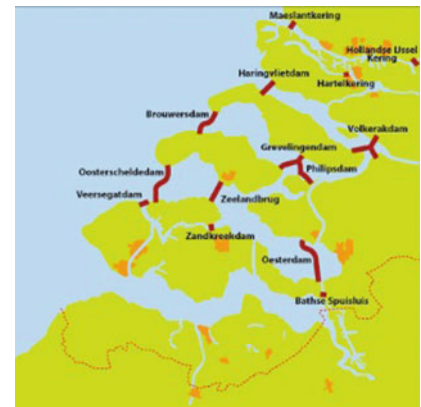 Maeslantkering
Hollandse IJssel
Kering
Hartelkering
Haringvlietdam
Brouwersdam
Volkerakdam
Grevelingendam
Philipsdam
Oosterscheldedam
Veersegatdam
Zeelandbrug
Zandkreekdam
Oesterdam
Bathse Spuisluis